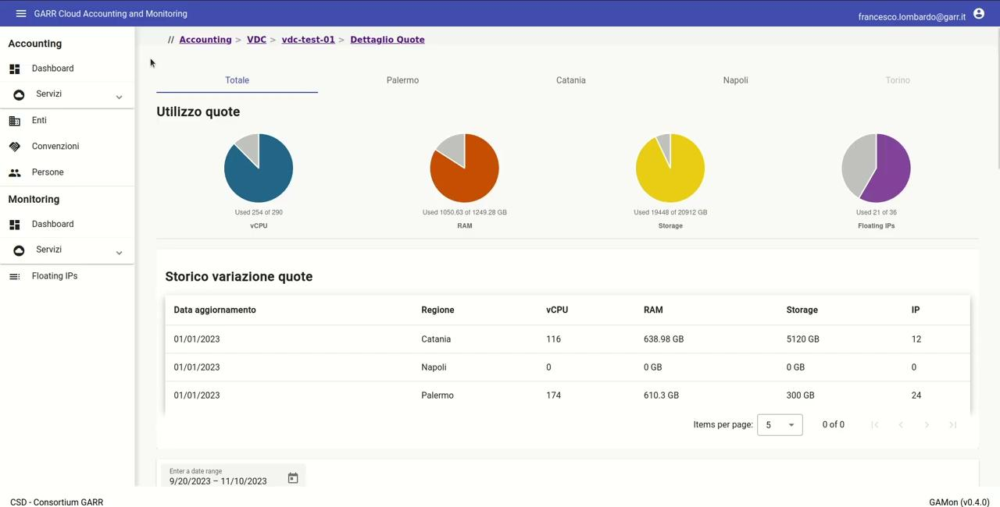 GARR Cloud Accounting and Monitoring
francesco.lombardo@garr.it
Accounting
Dashboard
Servizi
Enti
Convenzioni
Persone
Monitoring
Dashboard
Servizi
Floating IPs
// Accounting > VDC > vdc-test-01 > Dettaglio Quote
Totale Palermo Catania Napoli Torino
Utilizzo quote
Used 254 of 290 Used 1050.63 of 1249.28 GB Used 19448 of 20912 GB Used 21 of 36
vCPU RAM Storage Floating IPs
Storico variazione quote
Data aggiornamento Regione vCPU RAM Storage IP
01/01/2023 Catania 116 638.98 GB 5120 GB 12
01/01/2023 Napoli 0 0 GB 0 GB 0
01/01/2023 Palermo 174 610.3 GB 300 GB 24
Items per page: 5 0 of 0
Enter a date range
9/20/2023 – 11/10/2023
CSD - Consortium GARR GAMon (v0.4.0)